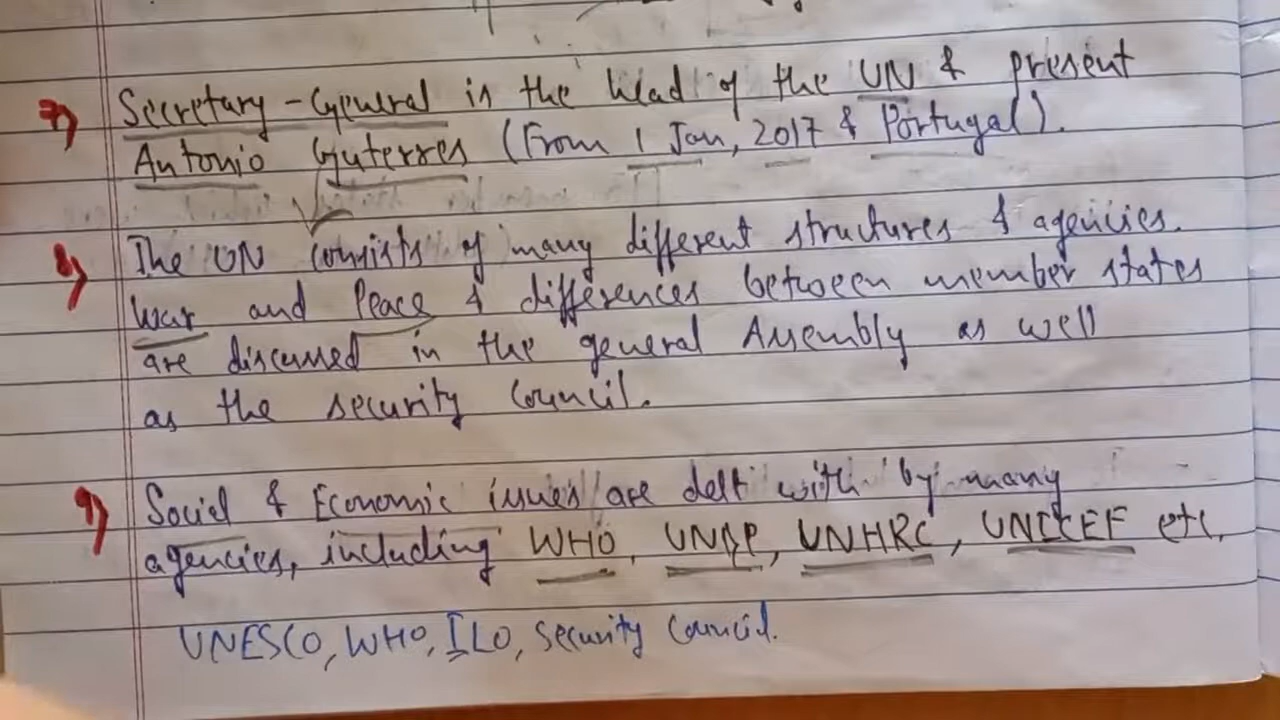 7) Secretary-General is the head of the UN & present
Antonio Guterres (From 1 Jan, 2017 & Portugal).
8) The UN consists of many different structures & agencies.
War and Peace & differences between member states
are discussed in the general Assembly as well
as the security Council.
9) Social & Economic issues are delt with by many
agencies, including WHO, UNDP, UNHRC, UNICEF etc.
UNESCO, WHO, ILO, security Council.